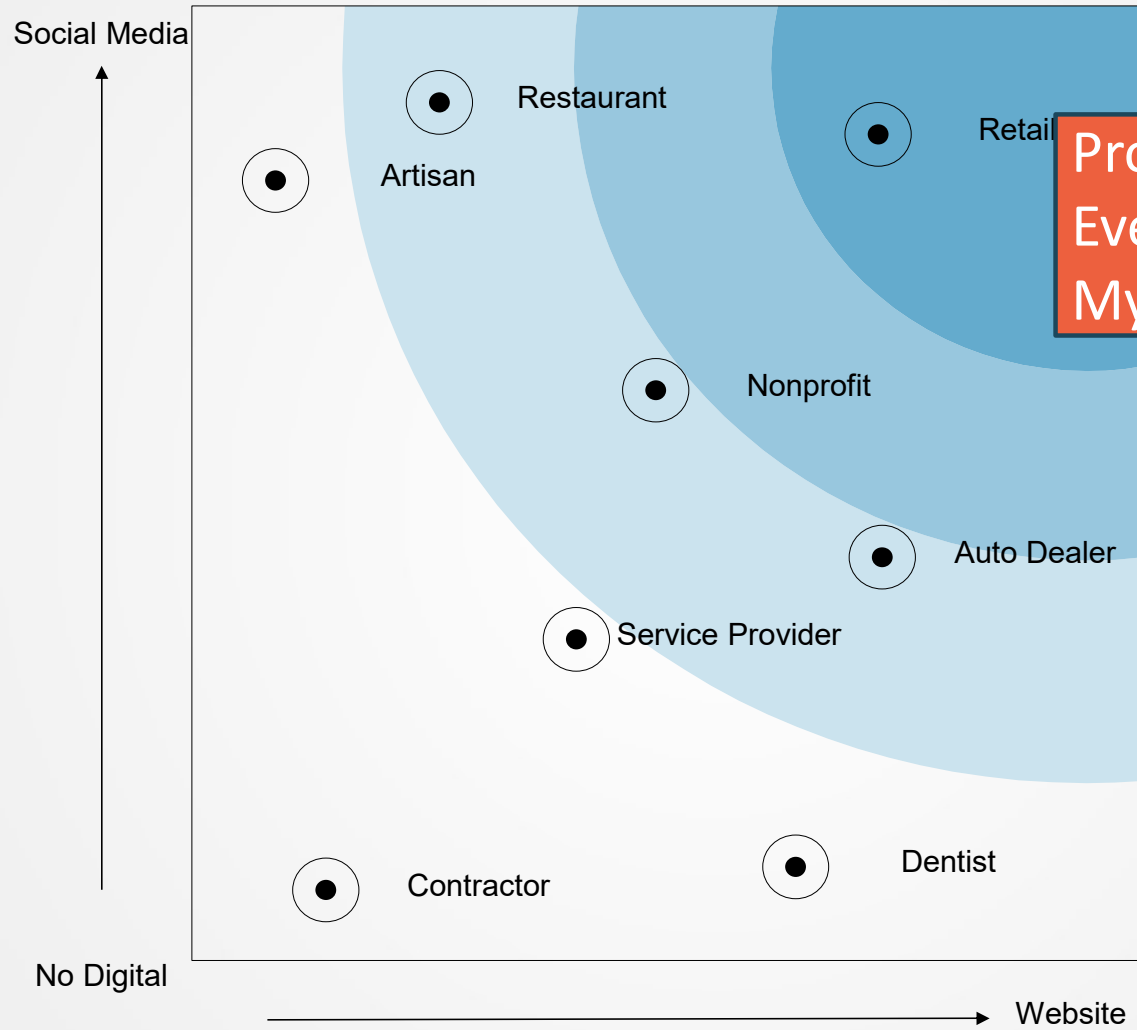 Social Media
Restaurant
Retail
Artisan
Nonprofit
Auto Dealer
Service Provider
Dentist
Contractor
No Digital
Website